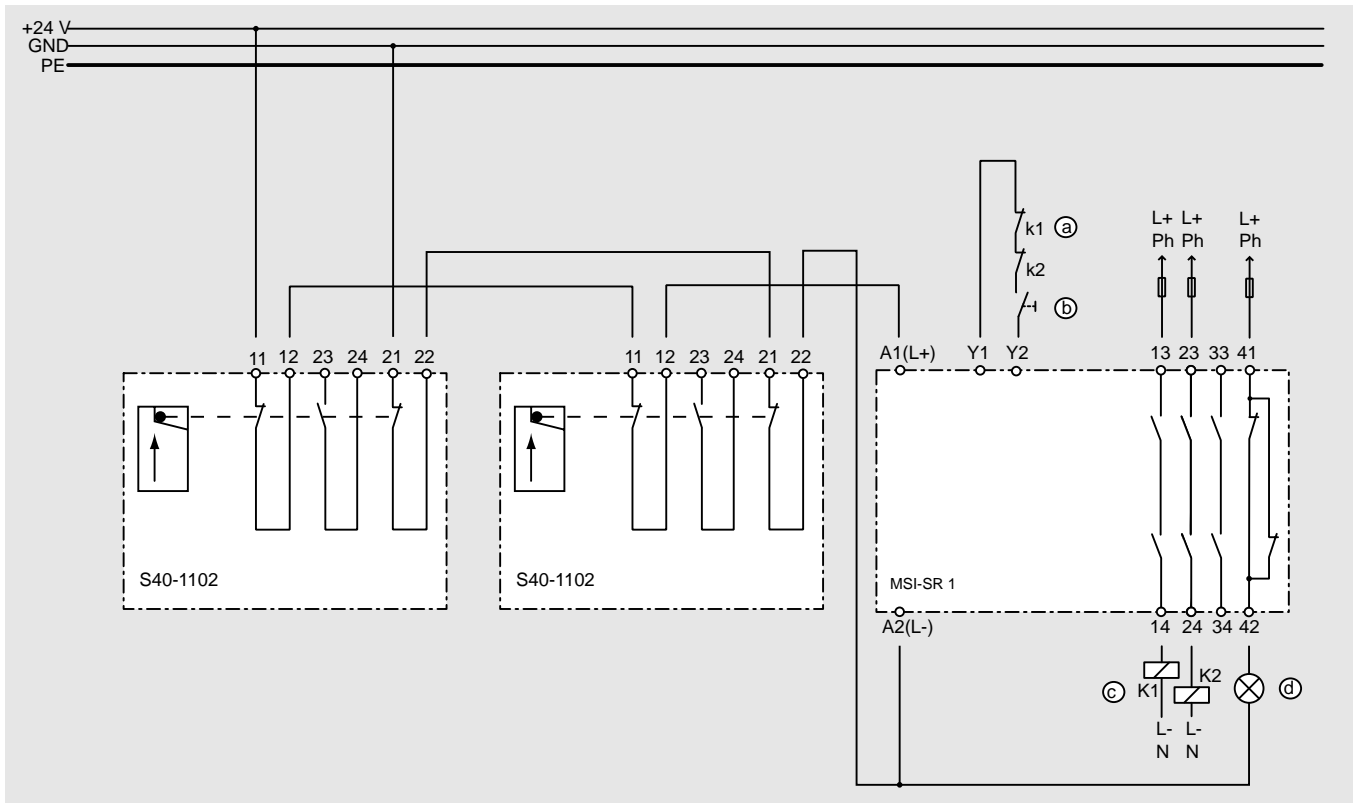 +24 V
GND
PE
k1 a
k2
b
L+ L+ L+
Ph Ph Ph
11 12 23 24 21 22
11 12 23 24 21 22
A1(L+) Y1 Y2 13 23 33 41
S40-1102
S40-1102
MSI-SR 1
A2(L-) 14 24 34 42
c K1 K2 d
L- L-
N N